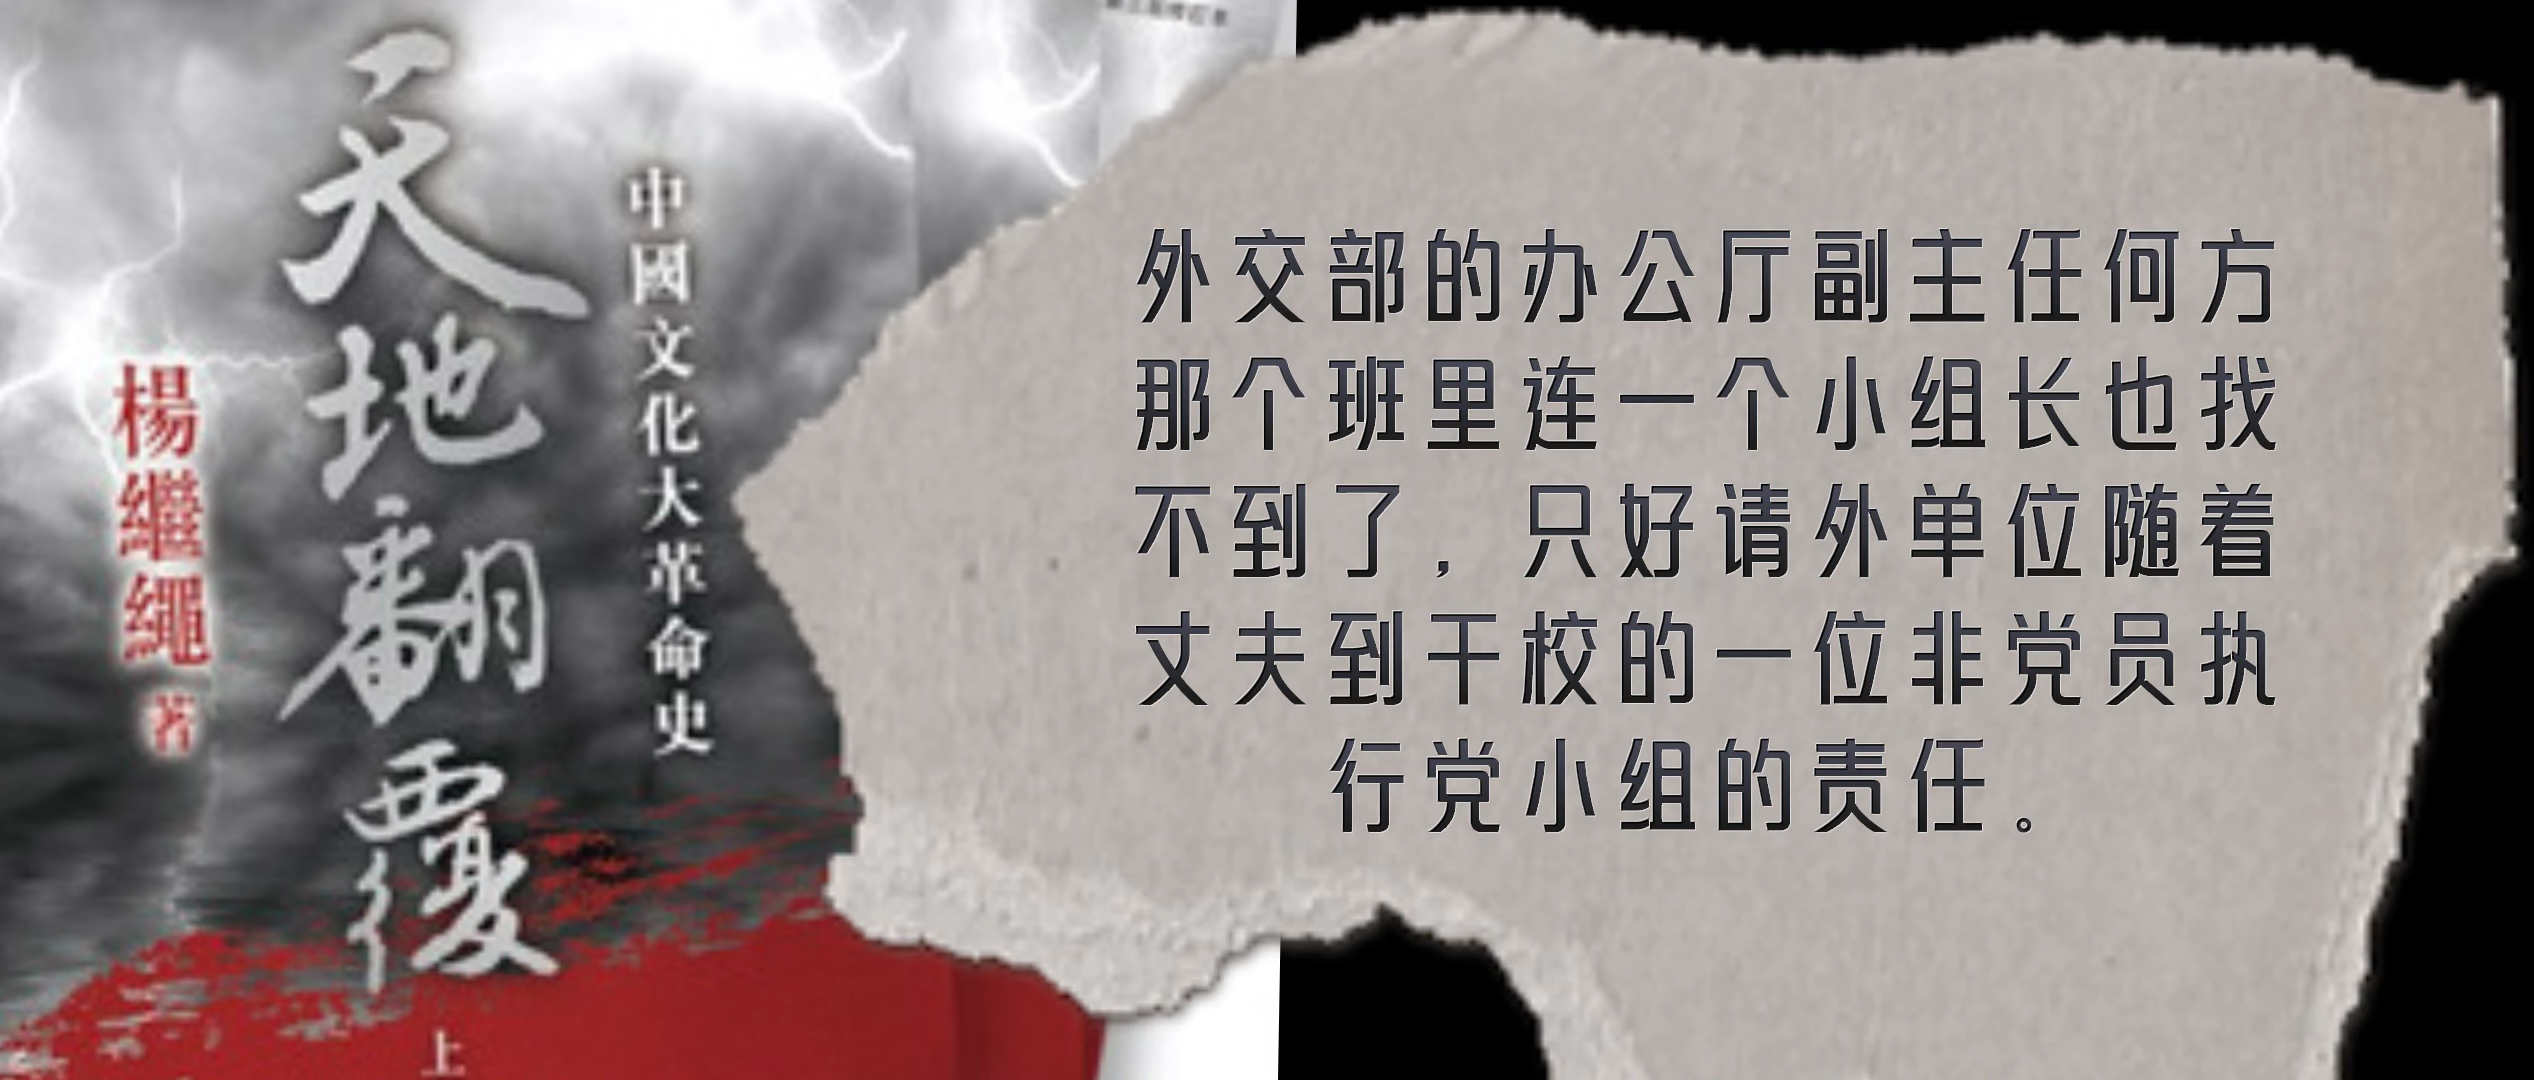 天地翻覆
中國文化大革命史
楊繼繩 著
上
外交部的办公厅副主任何方
那个班里连一个小组长也找
不到了，只好请外单位随着
丈夫到干校的一位非党员执
行党小组的责任。